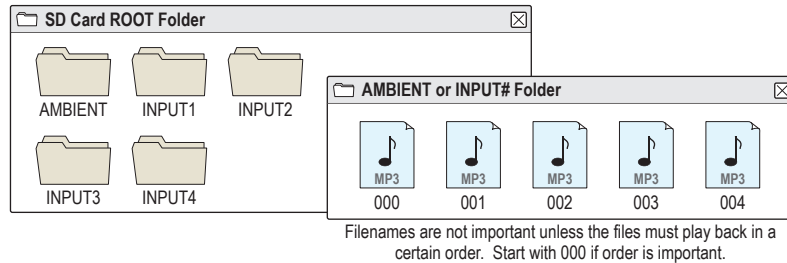 SD Card ROOT Folder
AMBIENT INPUT1 INPUT2
INPUT3 INPUT4
AMBIENT or INPUT# Folder
MP3 MP3 MP3 MP3 MP3
000 001 002 003 004
Filenames are not important unless the files must play back in a
certain order. Start with 000 if order is important.